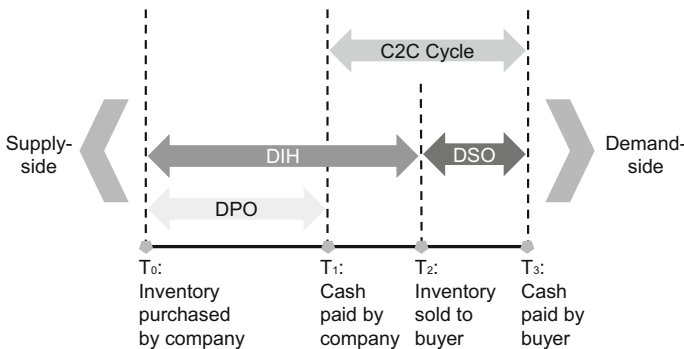 C2C Cycle
Supply-
side
DIH
DSO
Demand-
side
DPO
T₀:
Inventory
purchased
by company
T₁:
Cash
paid by
company
T₂:
Inventory
sold to
buyer
T₃:
Cash
paid by
buyer